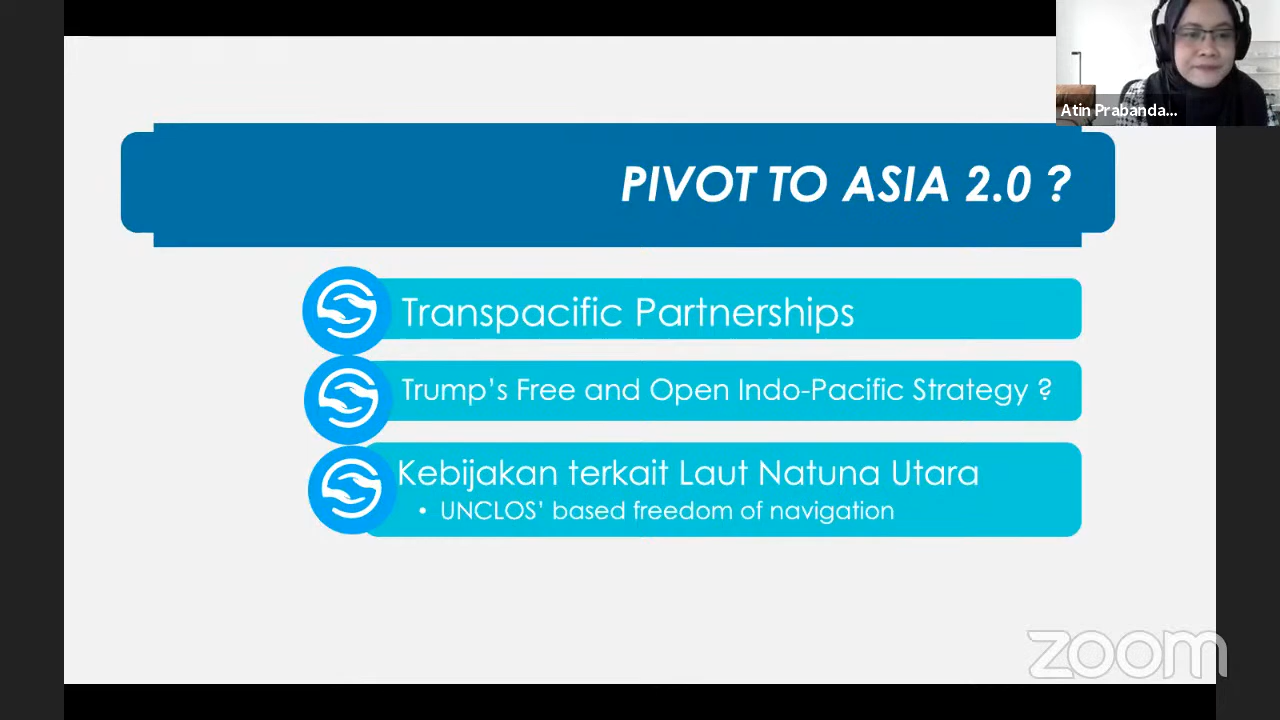 Atin Prabanda...
PIVOT TO ASIA 2.0 ?
Transpacific Partnerships
Trump's Free and Open Indo-Pacific Strategy ?
Kebijakan terkait Laut Natuna Utara
• UNCLOS' based freedom of navigation
zoom